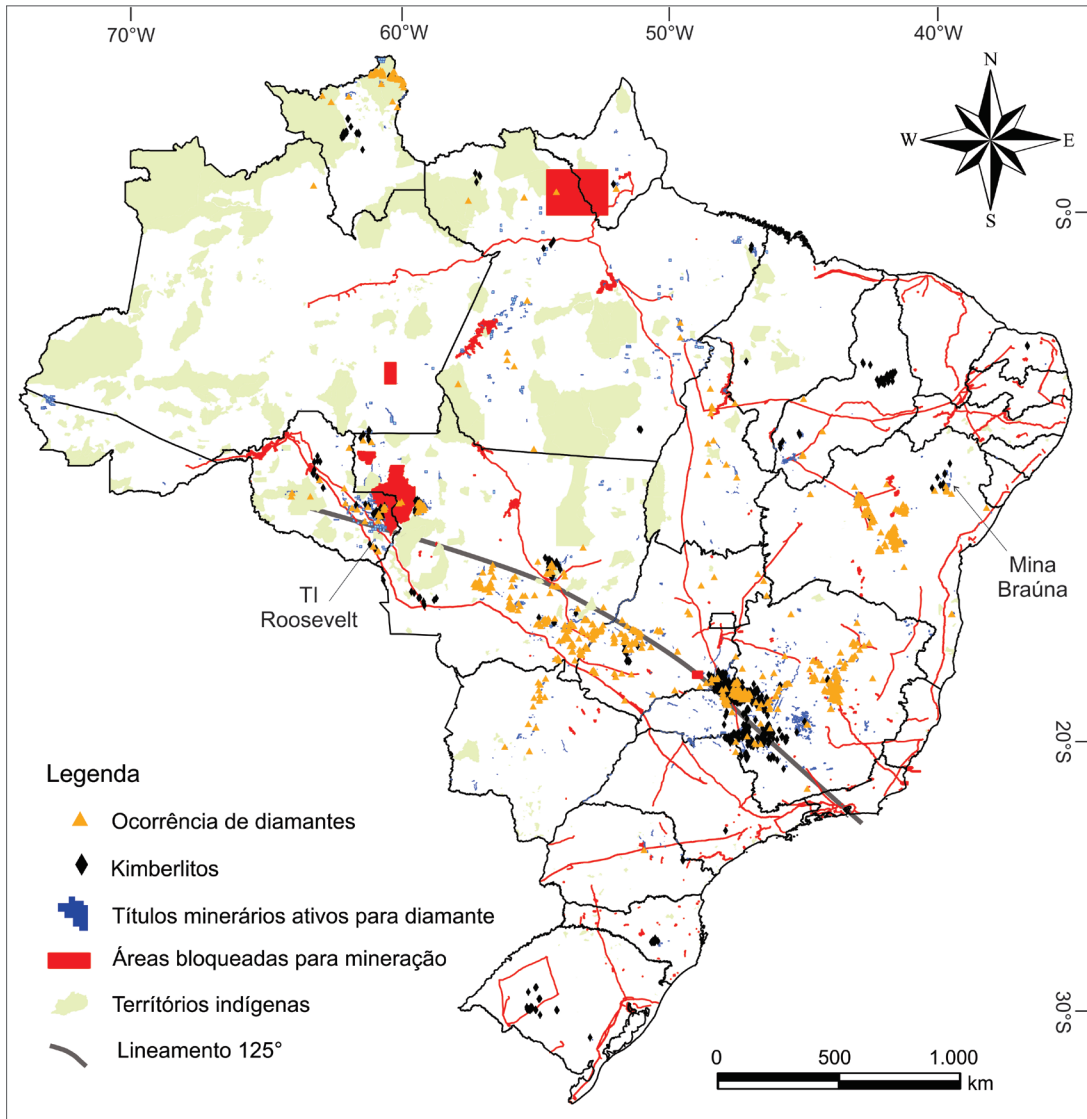 70°W
60°W
50°W
40°W
N
W
E
S
0°S
TI
Roosevelt
Mina
Braúna
20°S
Legenda
Ocorrência de diamantes
Kimberlitos
Títulos minerários ativos para diamante
Áreas bloqueadas para mineração
Territórios indígenas
Lineamento 125°
30°S
0
500
1.000
km